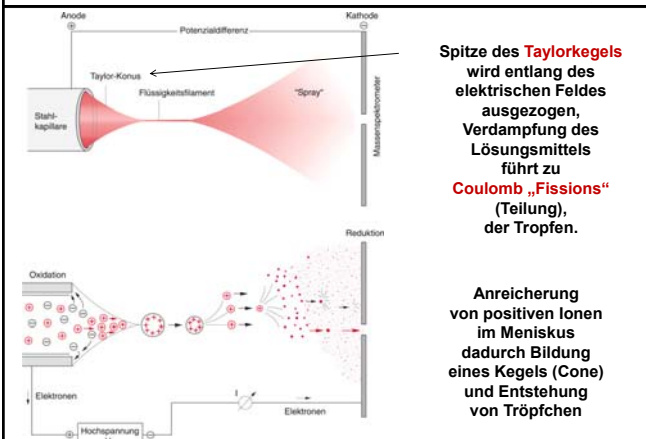 Anode
Kathode
Potenzialdifferenz
Taylor-Konus
Flüssigkeitsfilament
"Spray"
Stahl-
kapillare
Massenspektrometer
Spitze des Taylorkegels
wird entlang des
elektrischen Feldes
ausgezogen,
Verdampfung des
Lösungsmittels
führt zu
Coulomb „Fissions“
(Teilung),
der Tropfen.
Reduktion
Oxidation
Elektronen
I
Elektronen
Hochspannung
Anreicherung
von positiven Ionen
im Meniskus
dadurch Bildung
eines Kegels (Cone)
und Entstehung
von Tröpfchen